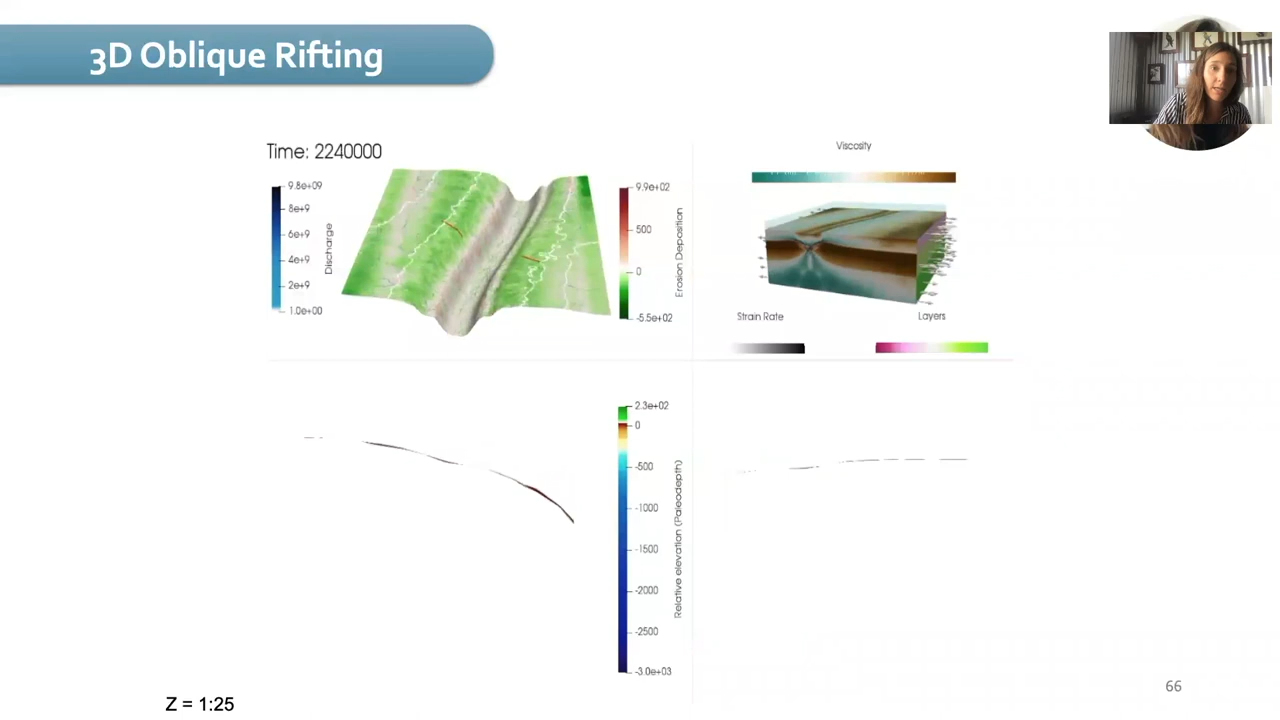 3D Oblique Rifting
Time: 2240000
9.8e+09
8e+9
6e+9
4e+9
2e+9
1.0e+00
Discharge
9.9e+02
500
0
-5.5e+02
Erosion Deposition
Viscosity
Strain Rate
Layers
2.3e+02
0
-500
-1000
-1500
-2000
-2500
-3.0e+03
Relative elevation (Paleodepth)
Z = 1:25
66